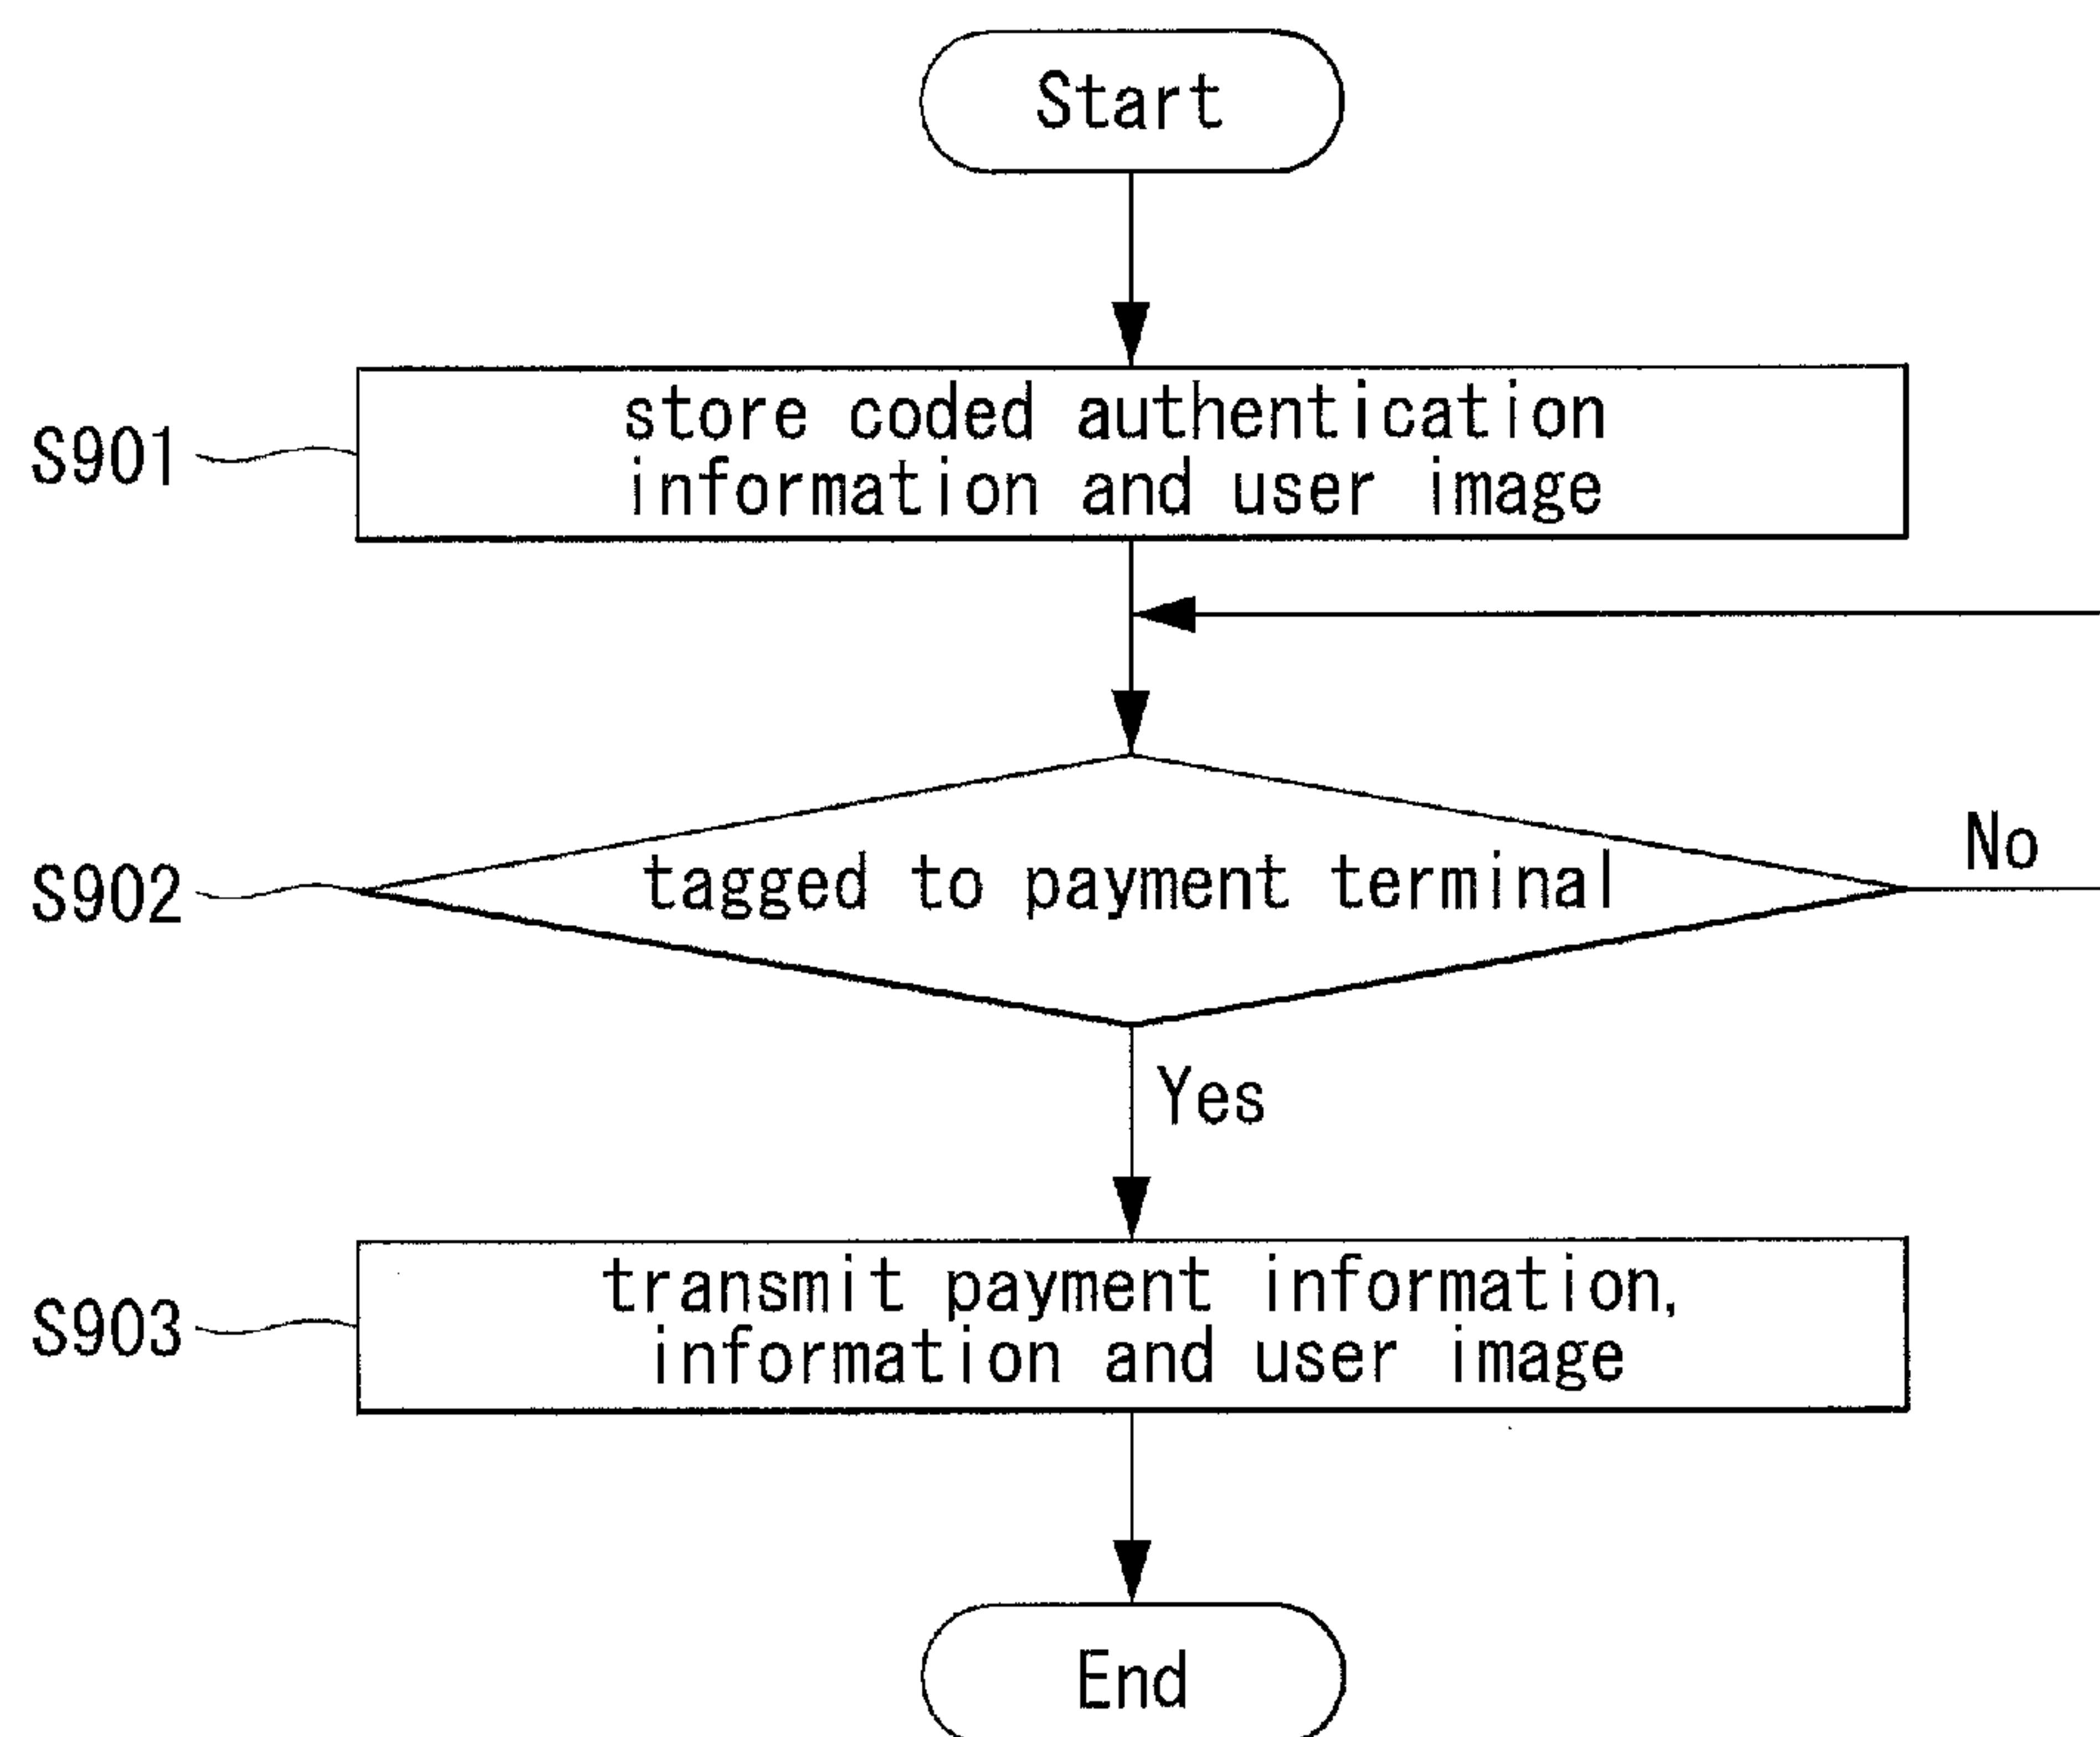 Start
S901
store coded authentication
information and user image
S902
tagged to payment terminal
No
Yes
S903
transmit payment information,
information and user image
End